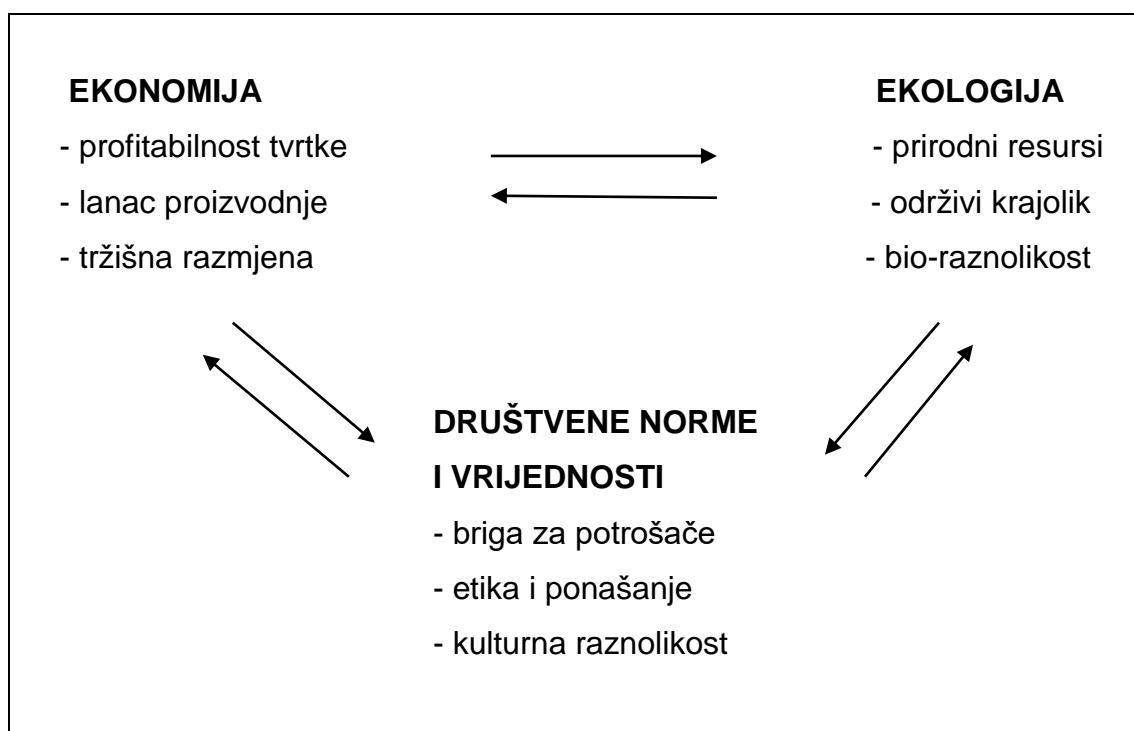 EKONOMIJA
- profitabilnost tvrtke
- lanac proizvodnje
- tržišna razmjena
EKOLOGIJA
- prirodni resursi
- održivi krajolik
- bio-raznolikost
DRUŠTVENE NORME
I VRIJEDNOSTI
- briga za potrošače
- etika i ponašanje
- kulturna raznolikost